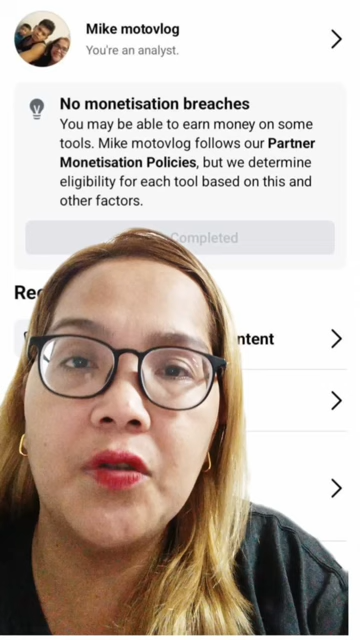 Mike motovlog
You're an analyst.
No monetisation breaches
You may be able to earn money on some
tools. Mike motovlog follows our Partner
Monetisation Policies, but we determine
eligibility for each tool based on this and
other factors.
Completed